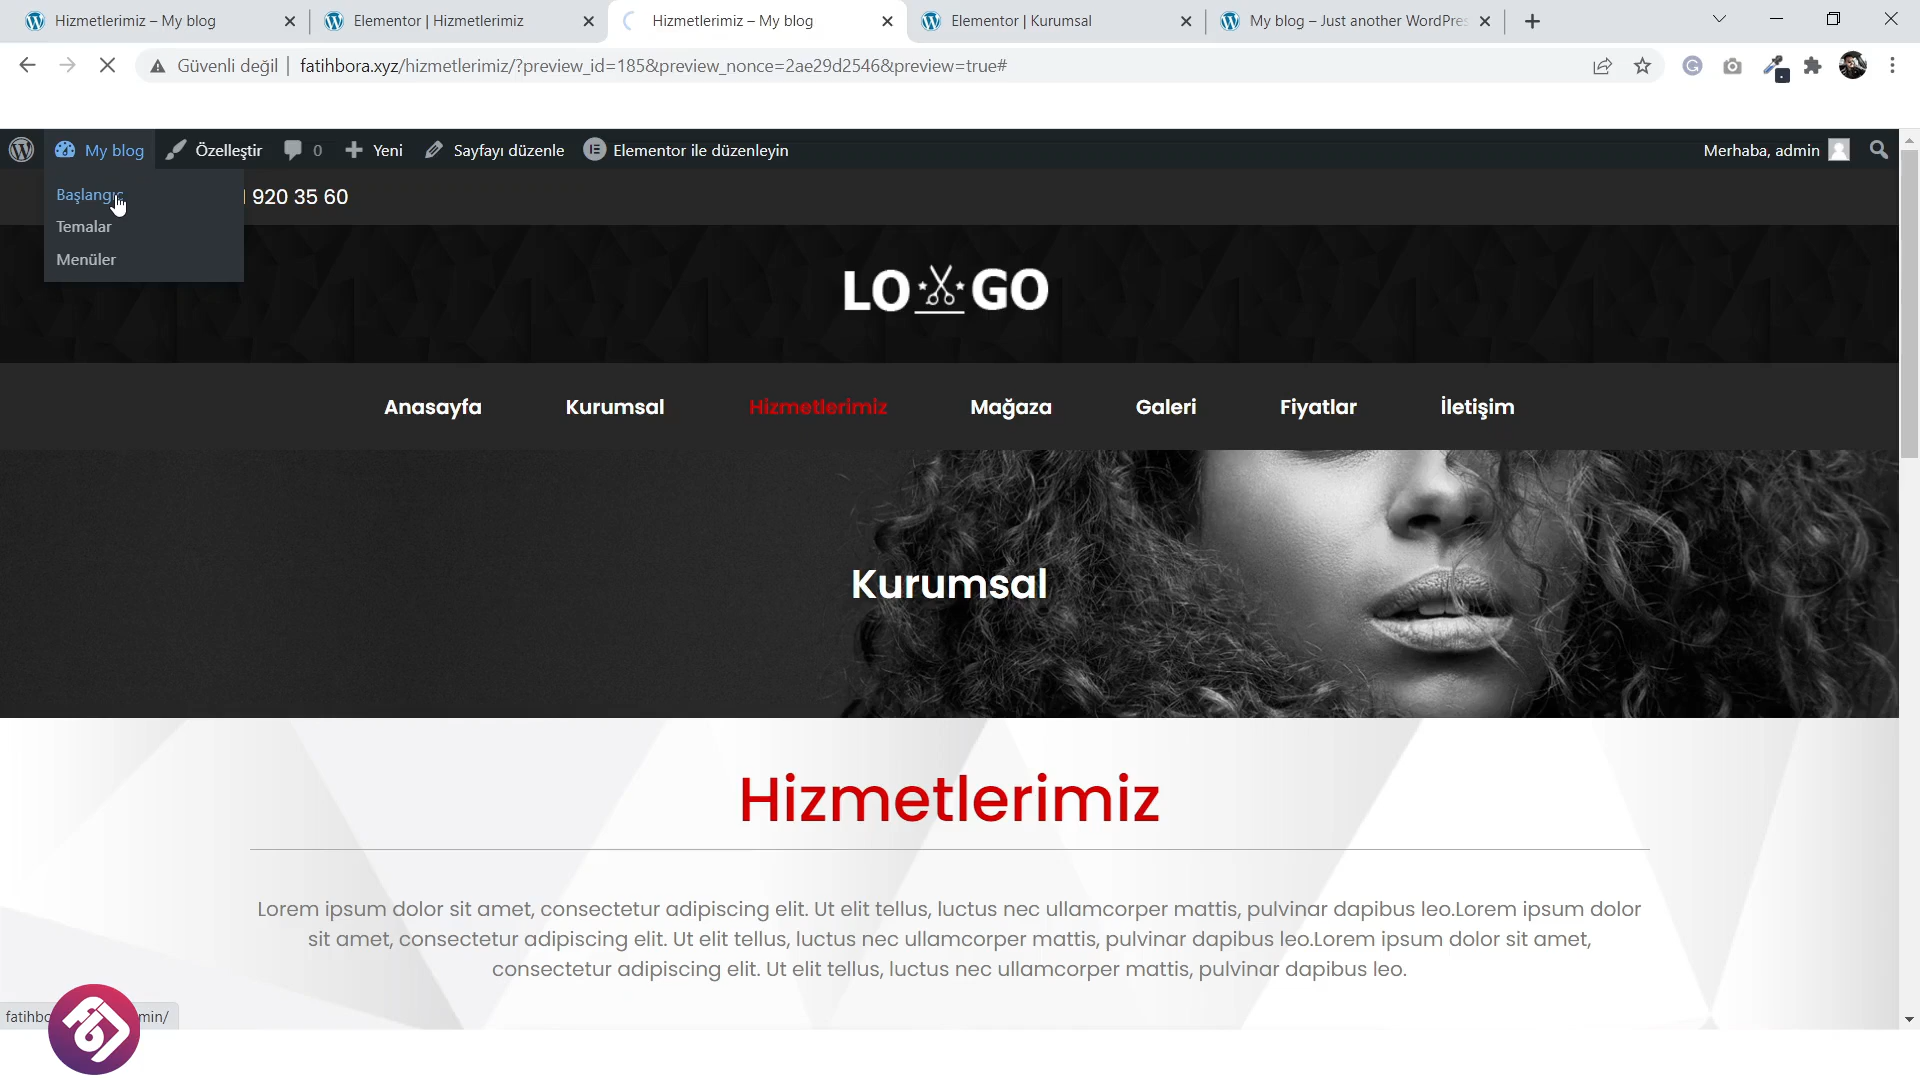 Hizmetlerimiz – My blog
Elementor | Hizmetlerimiz
Hizmetlerimiz – My blog
Elementor | Kurumsal
My blog – Just another WordPres
Güvenli değil
fatihbora.xyz/hizmetlerimiz/?preview_id=185&preview_nonce=2ae29d2546&preview=true#
My blog
Özelleştir
0
Yeni
Sayfayı düzenle
Elementor ile düzenleyin
Merhaba, admin
Başlangıç
920 35 60
Temalar
Menüler
LO GO
Anasayfa
Kurumsal
Hizmetlerimiz
Mağaza
Galeri
Fiyatlar
İletişim
Kurumsal
Hizmetlerimiz
Lorem ipsum dolor sit amet, consectetur adipiscing elit. Ut elit tellus, luctus nec ullamcorper mattis, pulvinar dapibus leo.Lorem ipsum dolor
sit amet, consectetur adipiscing elit. Ut elit tellus, luctus nec ullamcorper mattis, pulvinar dapibus leo.Lorem ipsum dolor sit amet,
consectetur adipiscing elit. Ut elit tellus, luctus nec ullamcorper mattis, pulvinar dapibus leo.